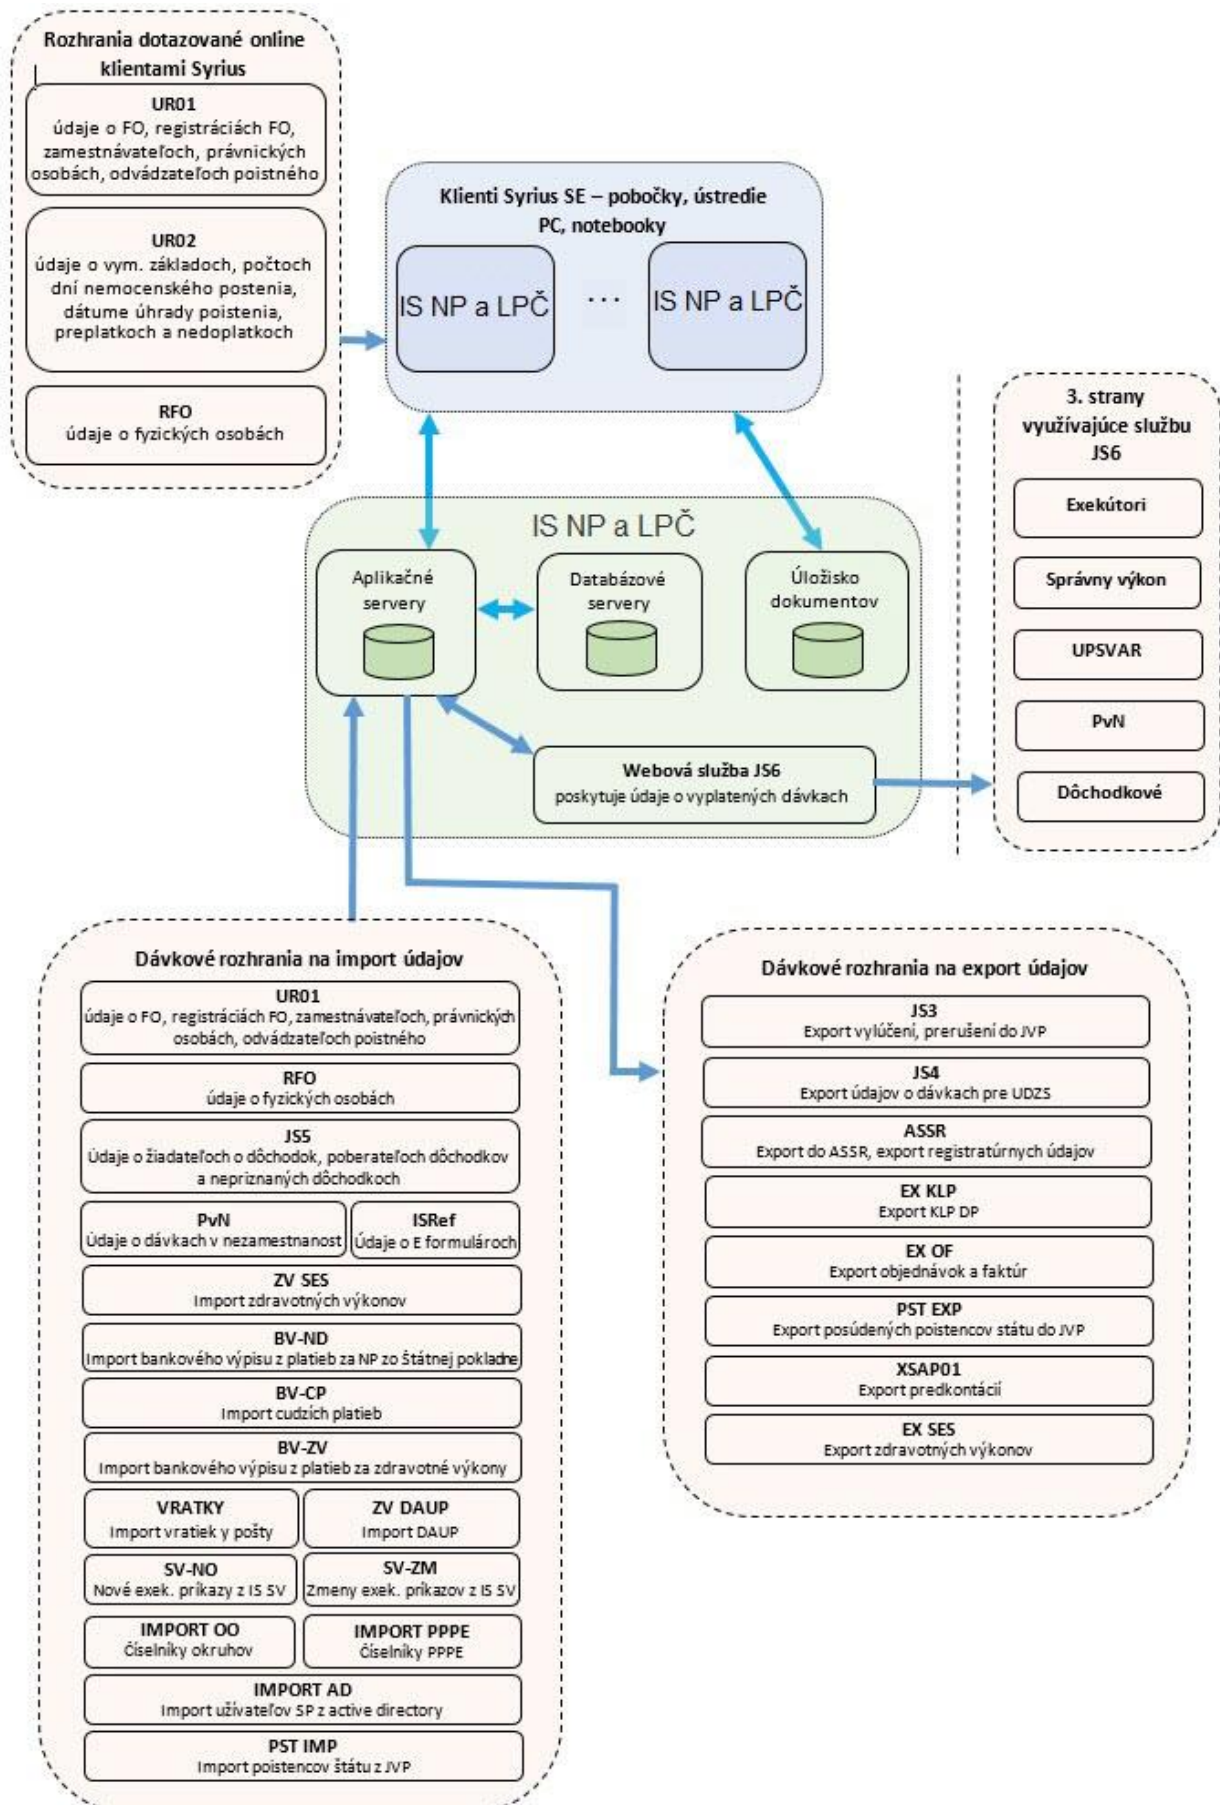 Rozhrania dotazované online
klientami Syrius
UR01
údaje o FO, registráciách FO,
zamestnávateľoch, právnických
osobách, odvádzateľoch poistného
UR02
údaje o vym. základoch, počtoch
dní nemocenského postenia,
dátume úhrady poistenia,
preplatkoch a nedoplatkoch
RFO
údaje o fyzických osobách
Klienti Syrius SE – pobočky, ústredie
PC, notebooky
IS NP a LPČ
...
IS NP a LPČ
IS NP a LPČ
Aplikačné
servery
Databázové
servery
Úložisko
dokumentov
Webová služba JS6
poskytuje údaje o vyplatených dávkach
3. strany
využívajúce službu
JS6
Exekútori
Správny výkon
UPSVAR
PvN
Dôchodkové
Dávkové rozhrania na import údajov
UR01
údaje o FO, registráciách FO, zamestnávateľoch, právnických
osobách, odvádzateľoch poistného
RFO
údaje o fyzických osobách
JS5
Údaje o žiadateľoch o dôchodok, poberateľoch dôchodkov
a nepriznaných dôchodkoch
PvN
Údaje o dávkach v nezamestnanost
ISRef
Údaje o E formulároch
ZV SES
Import zdravotných výkonov
BV-ND
Import bankového výpisu z platieb za NP zo Štátnej pokladne
BV-CP
Import cudzích platieb
BV-ZV
Import bankového výpisu z platieb za zdravotné výkony
VRATKY
Import vratiek y pošty
ZV DAUP
Import DAUP
SV-NO
Nové exek. príkazy z IS SV
SV-ZM
Zmeny exek. príkazov z IS SV
IMPORT OO
Číselníky okruhov
IMPORT PPPE
Číselníky PPPE
IMPORT AD
Import užívateľov SP z active directory
PST IMP
Import poistencov štátu z JVP
Dávkové rozhrania na export údajov
JS3
Export vylúčení, prerušení do JVP
JS4
Export údajov o dávkach pre UDZS
ASSR
Export do ASSR, export registratúrnych údajov
EX KLP
Export KLP DP
EX OF
Export objednávok a faktúr
PST EXP
Export posúdených poistencov státu do JVP
XSAP01
Export predkontácií
EX SES
Export zdravotných výkonov